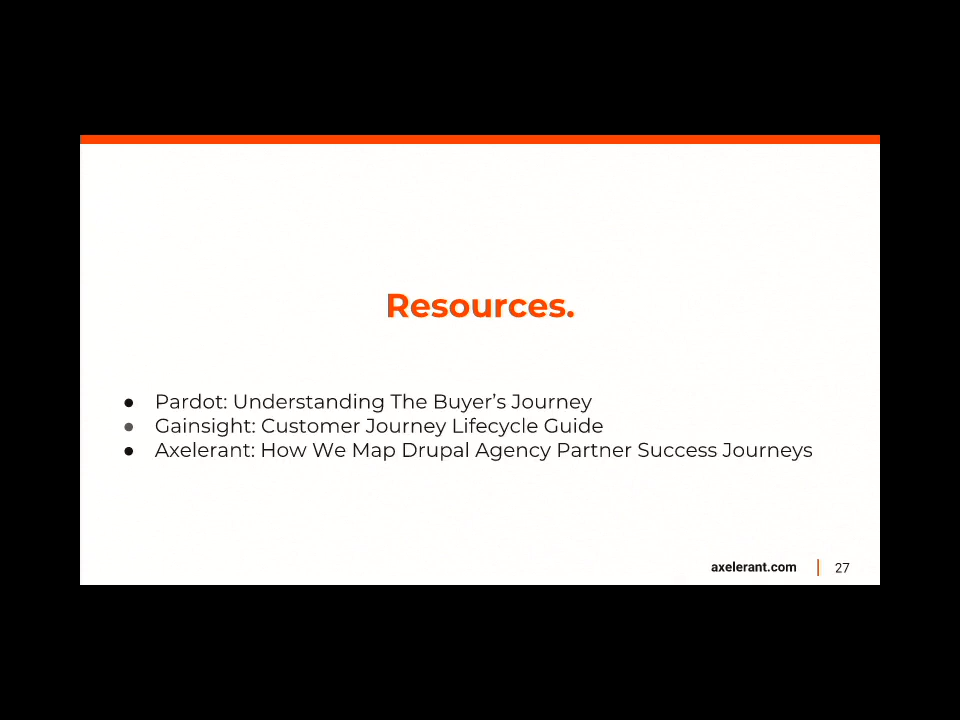 Resources.
● Pardot: Understanding The Buyer’s Journey
● Gainsight: Customer Journey Lifecycle Guide
● Axelerant: How We Map Drupal Agency Partner Success Journeys
axelerant.com | 27